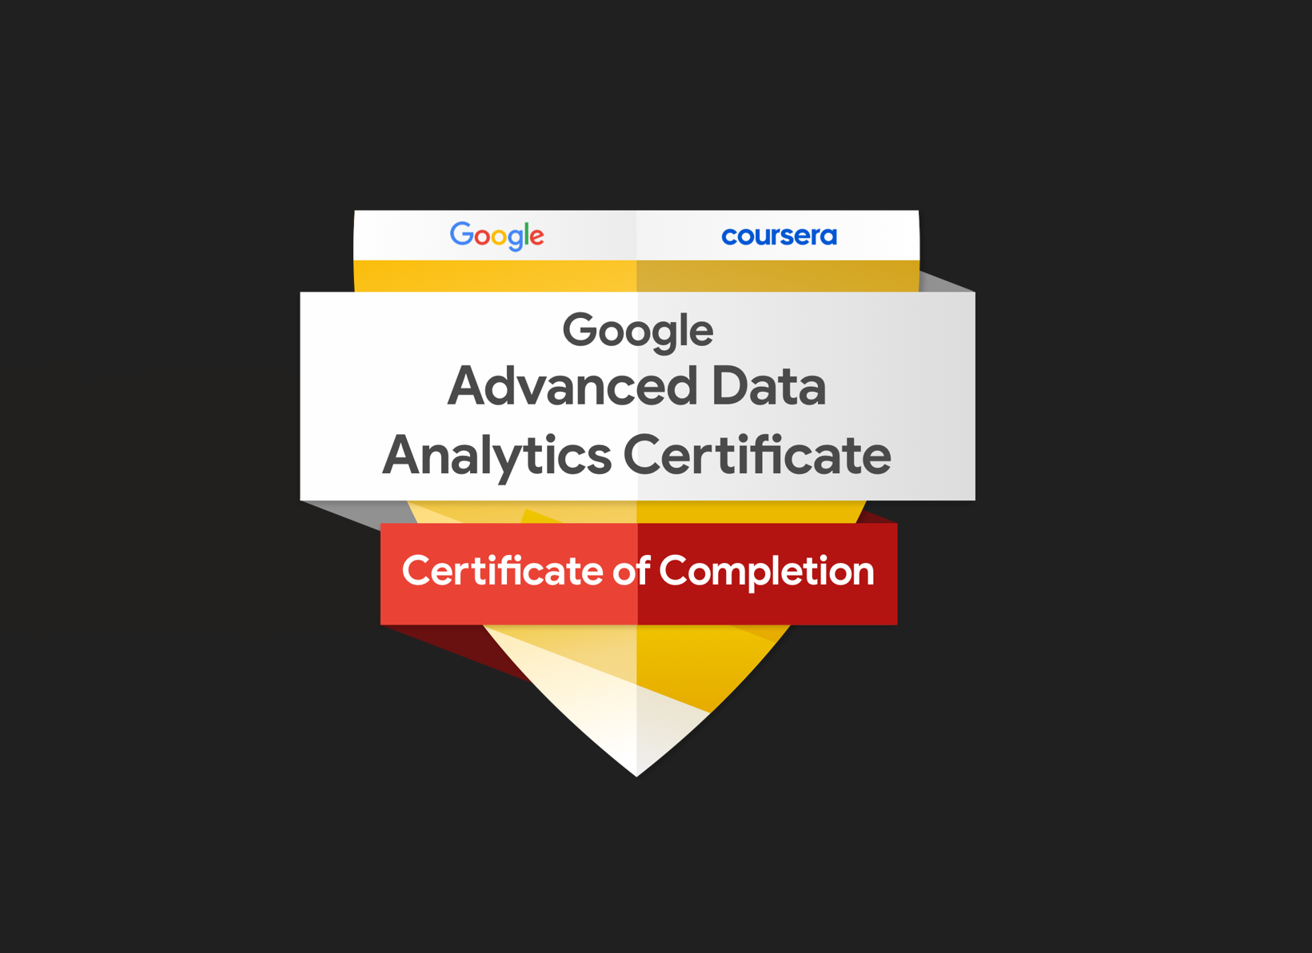 Google coursera
Google
Advanced Data
Analytics Certificate
Certificate of Completion